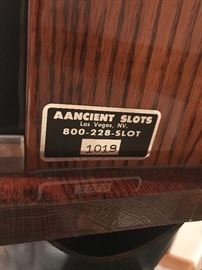 AANCIENT SLOTS
Las Vegas, NV.
800-228-SLOT
1019